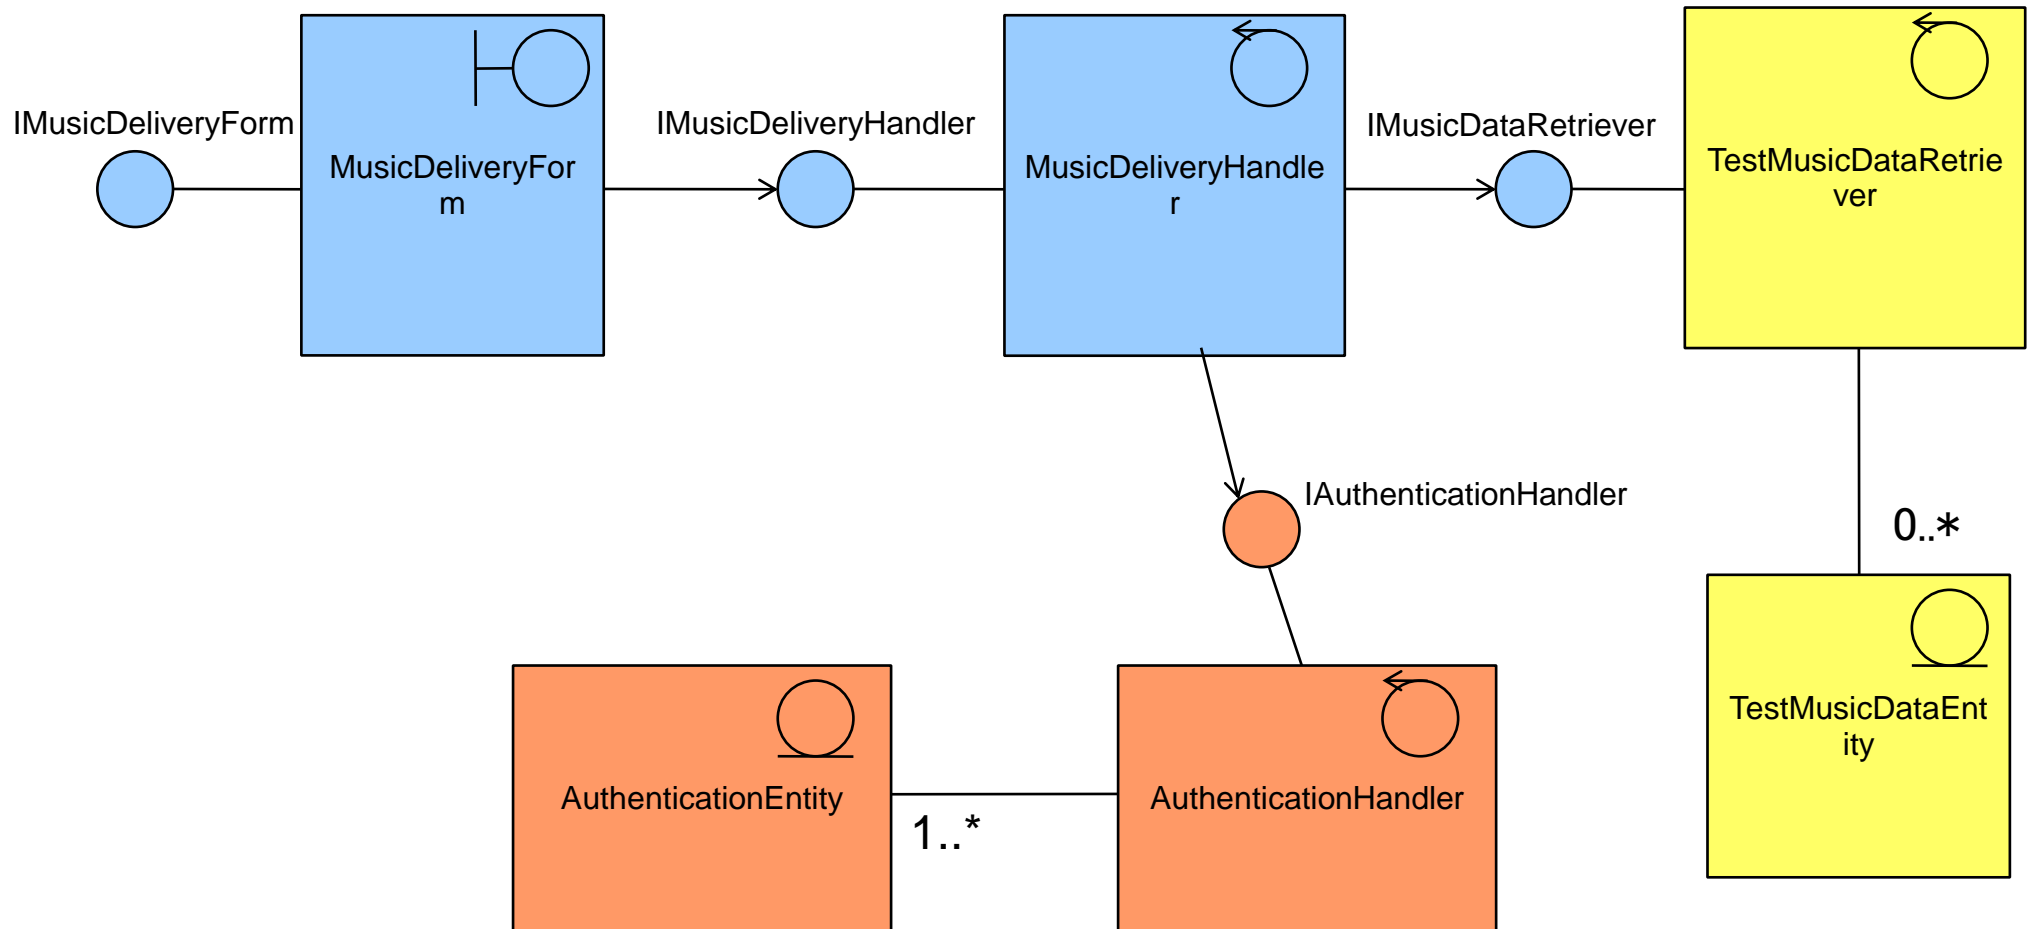 IMusicDeliveryForm
IMusicDeliveryHandler
IMusicDataRetriever
MusicDeliveryFor
m
MusicDeliveryHandle
r
TestMusicDataRetrie
ver
IAuthenticationHandler
0..*
TestMusicDataEnt
ity
AuthenticationEntity
1..*
AuthenticationHandler